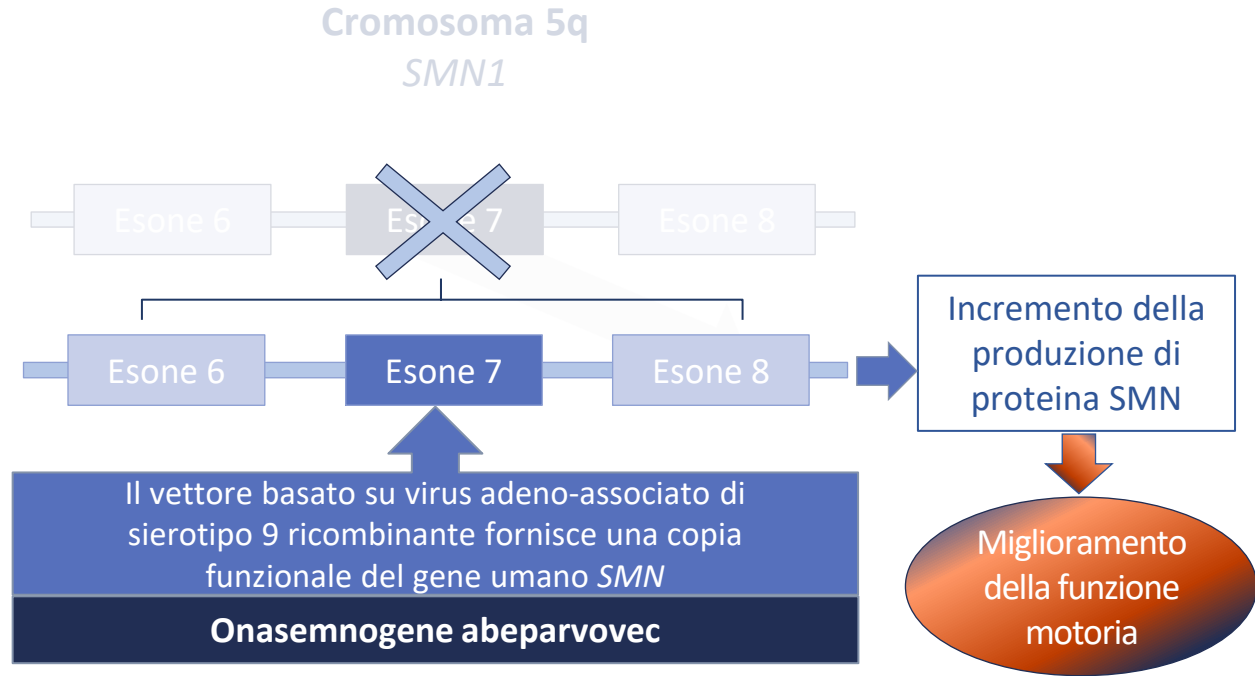 Cromosoma 5q
SMN1
Esone 6
Esone 7
Esone 8
Esone 6
Esone 7
Esone 8
Incremento della
produzione di
proteina SMN
Il vettore basato su virus adeno-associato di
sierotipo 9 ricombinante fornisce una copia
funzionale del gene umano SMN
Onasemnogene abeparvovec
Miglioramento
della funzione
motoria